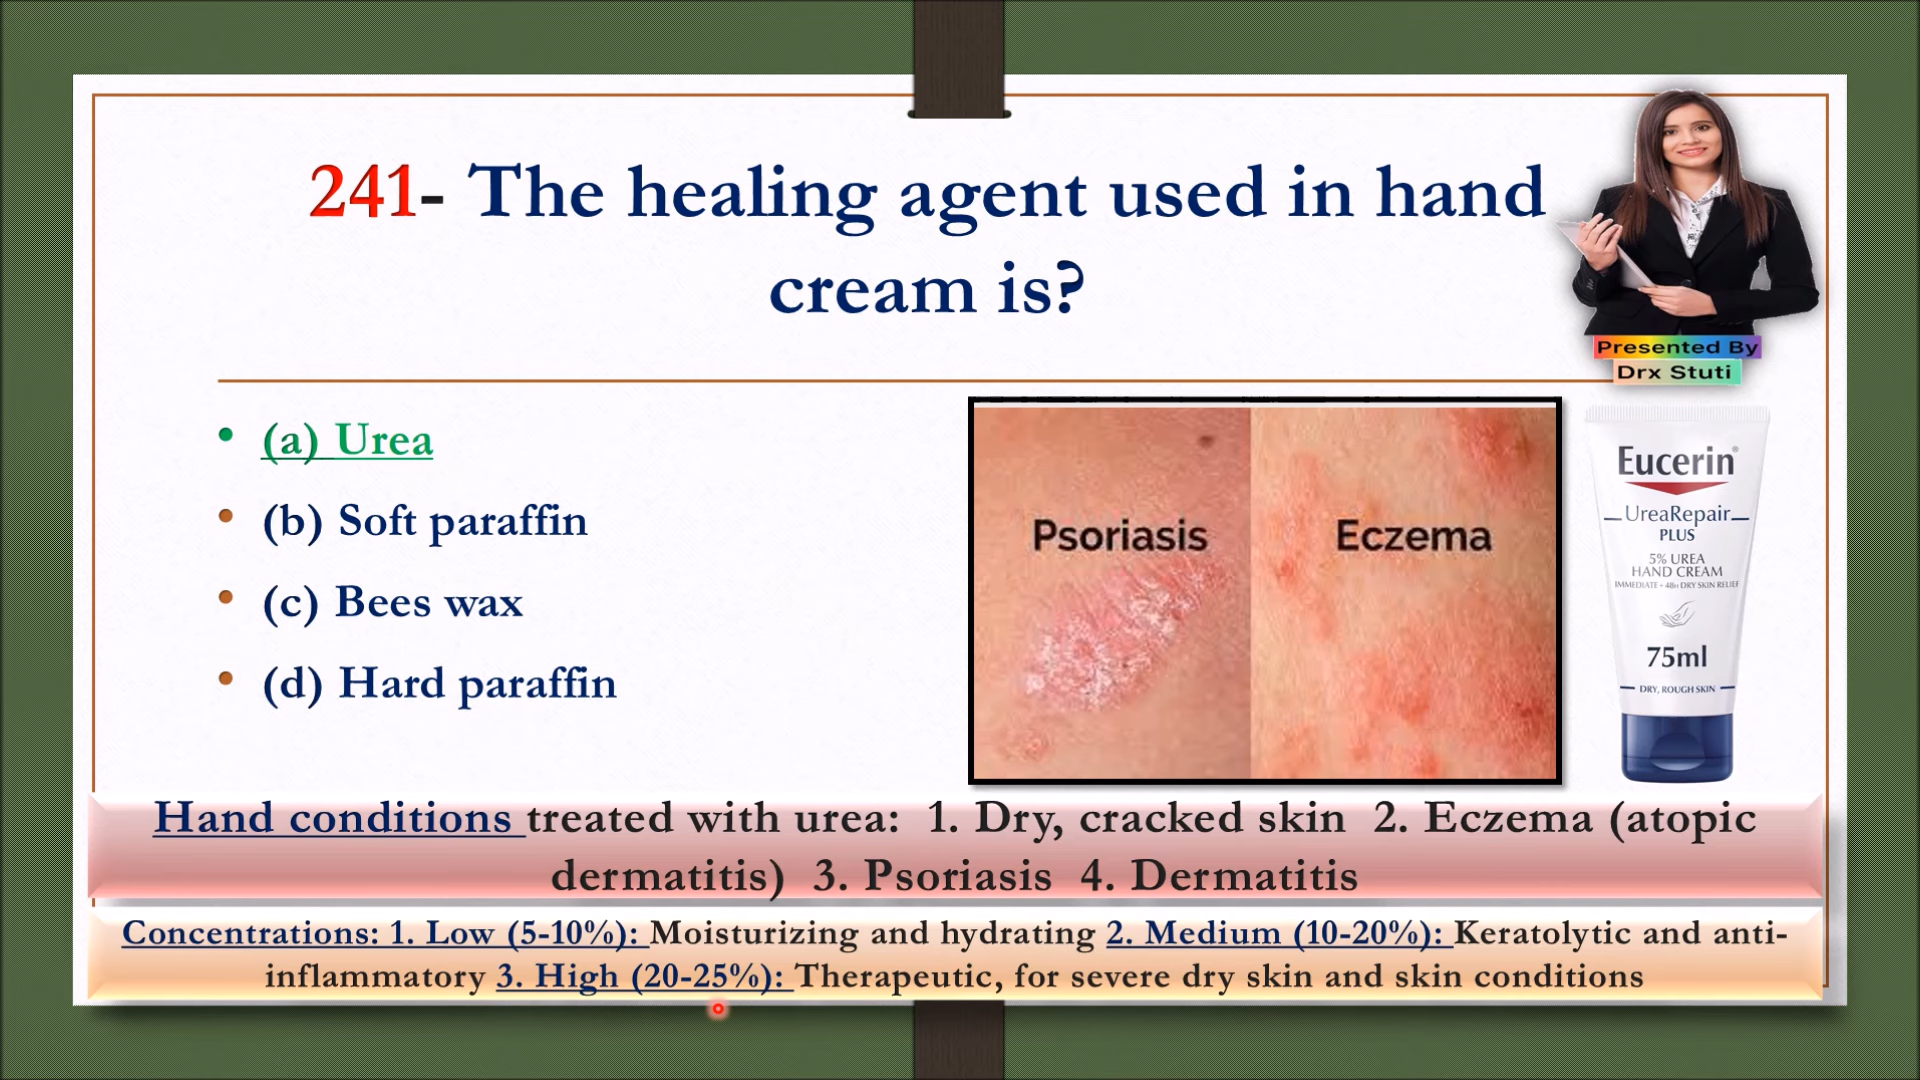 241- The healing agent used in hand
cream is?
Presented By
Drx Stuti
• (a) Urea
• (b) Soft paraffin
• (c) Bees wax
• (d) Hard paraffin
Psoriasis
Eczema
Eucerin®
UreaRepair
PLUS
5% UREA
HAND CREAM
IMMEDIATE + 48H DRY SKIN RELIEF
75ml
DRY, ROUGH SKIN
Hand conditions treated with urea: 1. Dry, cracked skin 2. Eczema (atopic
dermatitis) 3. Psoriasis 4. Dermatitis
Concentrations: 1. Low (5-10%): Moisturizing and hydrating 2. Medium (10-20%): Keratolytic and anti-
inflammatory 3. High (20-25%): Therapeutic, for severe dry skin and skin conditions